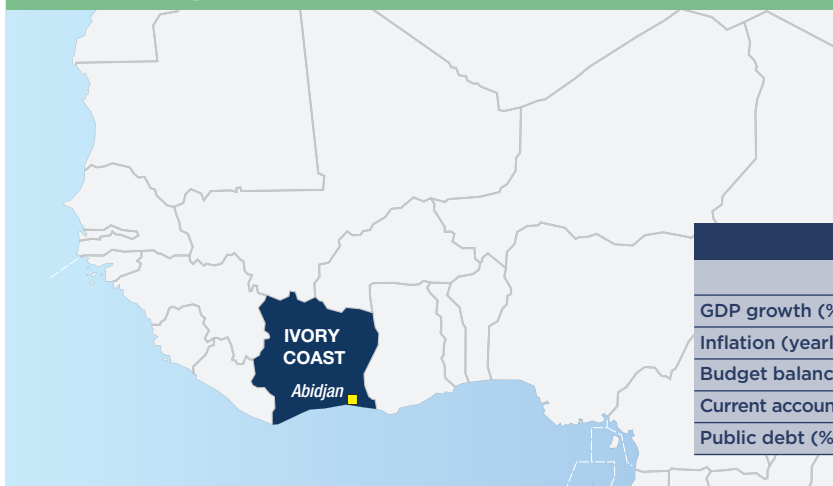 IVORY
COAST
Abidjan
GDP growth (%
Inflation (yearl
Budget balanc
Current accoun
Public debt (%